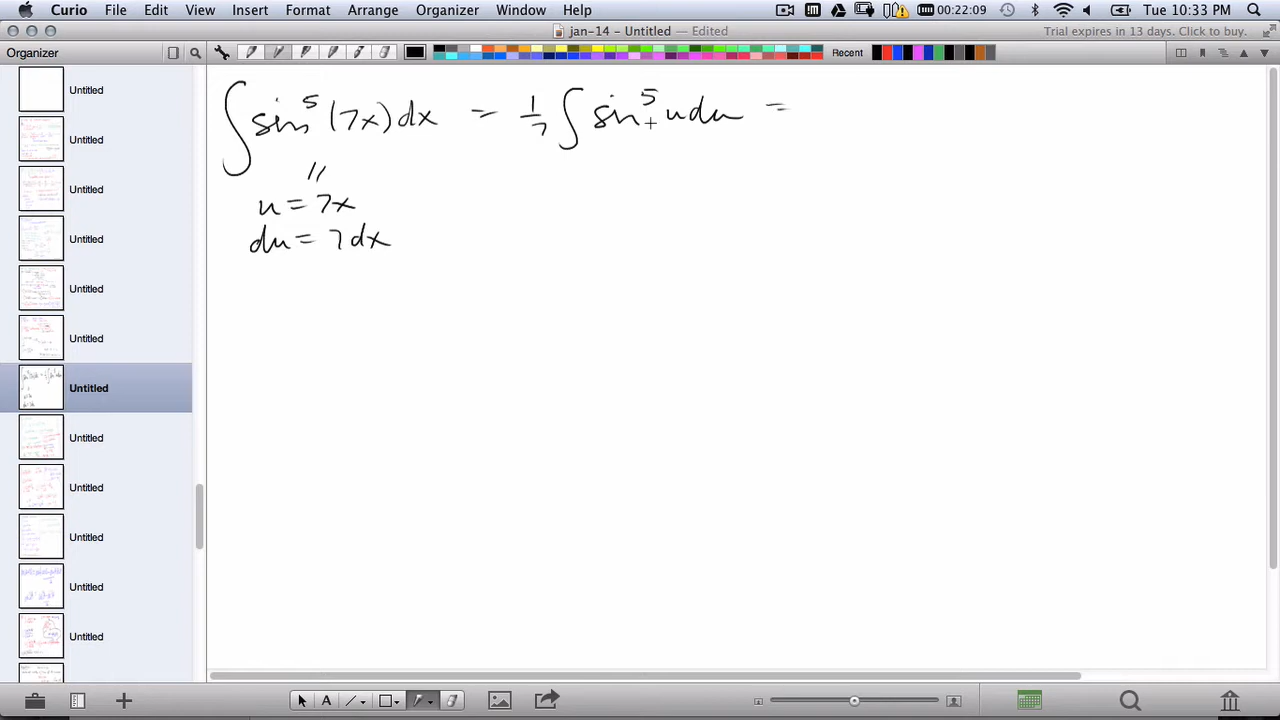 Curio File Edit View Insert Format Arrange Organizer Window Help 00:22:09 Tue 10:33 PM
jan-14 - Untitled — Edited
Trial expires in 13 days. Click to buy.
Organizer
Recent
Untitled
Untitled
Untitled
Untitled
Untitled
Untitled
Untitled
Untitled
Untitled
Untitled
Untitled
Untitled
A
∫ sin⁵ (7x) dx = 1/7 ∫ sin⁵ u du =
u = 7x
du = 7dx